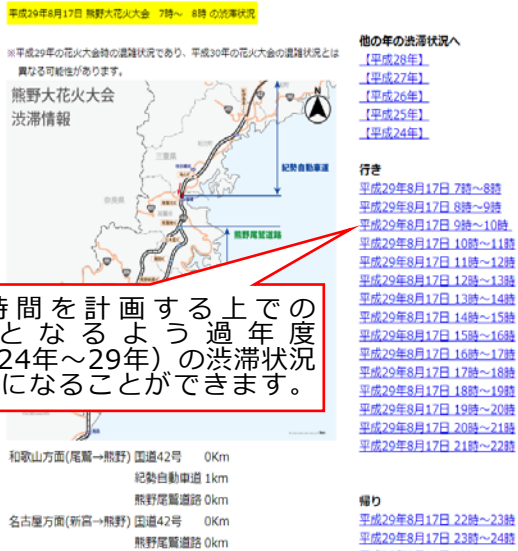 平成29年8月17日 熊野大花火大会　7時～　8時 の渋滞状況
※平成29年の花火大会時の混雑状況であり、平成30年の花火大会の混雑状況とは
異なる可能性があります。
熊野大花火大会
渋滞情報
N
三重県
奈良県
紀勢自動車道
熊野尾鷲道路
時間を計画する上での
となるよう過年度
24年～29年）の渋滞状況
になることができます。
和歌山方面(尾鷲→熊野) 国道42号　0Km
紀勢自動車道 1km
熊野尾鷲道路 0km
名古屋方面(新宮→熊野) 国道42号　0Km
熊野尾鷲道路 0km
他の年の渋滞状況へ
【平成28年】
【平成27年】
【平成26年】
【平成25年】
【平成24年】
行き
平成29年8月17日 7時～8時
平成29年8月17日 8時～9時
平成29年8月17日 9時～10時
平成29年8月17日 10時～11時
平成29年8月17日 11時～12時
平成29年8月17日 12時～13時
平成29年8月17日 13時～14時
平成29年8月17日 14時～15時
平成29年8月17日 15時～16時
平成29年8月17日 16時～17時
平成29年8月17日 17時～18時
平成29年8月17日 18時～19時
平成29年8月17日 19時～20時
平成29年8月17日 20時～21時
平成29年8月17日 21時～22時
帰り
平成29年8月17日 22時～23時
平成29年8月17日 23時～24時